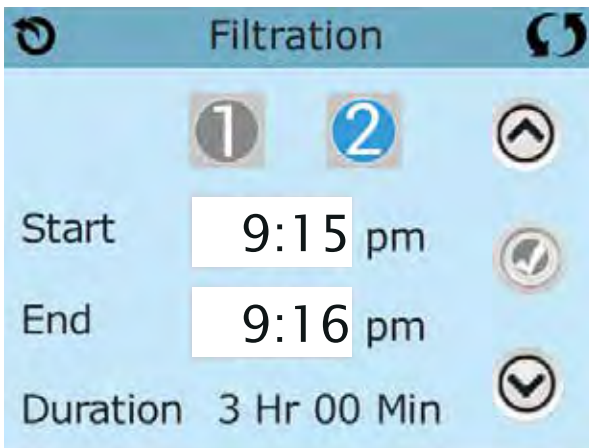 Filtration
1 2
Start 9:15 pm
End 9:16 pm
Duration 3 Hr 00 Min